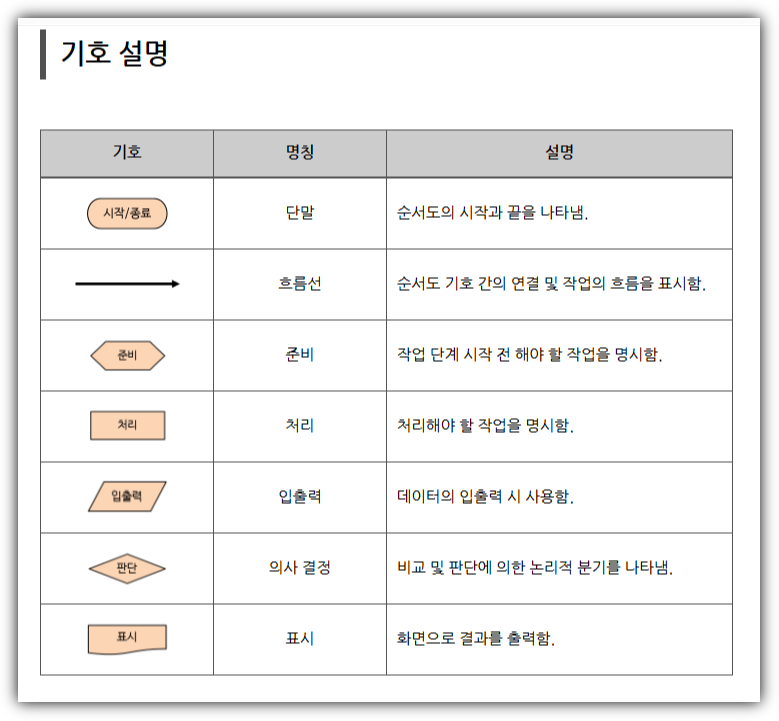 기호 설명
기호 명칭 설명
시작/종료 단말 순서도의 시작과 끝을 나타냄.
흐름선 순서도 기호 간의 연결 및 작업의 흐름을 표시함.
준비 준비 작업 단계 시작 전 해야 할 작업을 명시함.
처리 처리 처리해야 할 작업을 명시함.
입출력 입출력 데이터의 입출력 시 사용함.
판단 의사 결정 비교 및 판단에 의한 논리적 분기를 나타냄.
표시 표시 화면으로 결과를 출력함.